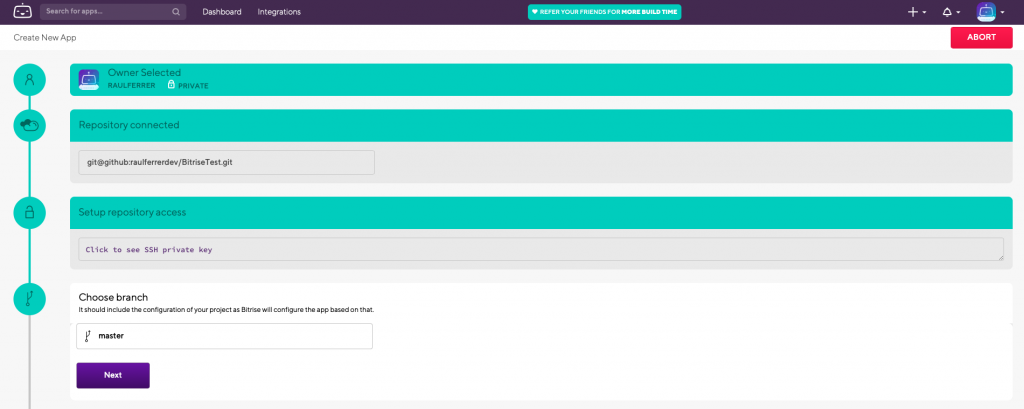 Search for apps...
Dashboard
Integrations
REFER YOUR FRIENDS FOR MORE BUILD TIME
Create New App
ABORT
Owner Selected
RAULFERRER PRIVATE
Repository connected
git@github:raulferrerdev/BitriseTest.git
Setup repository access
Click to see SSH private key
Choose branch
It should include the configuration of your project as Bitrise will configure the app based on that.
master
Next